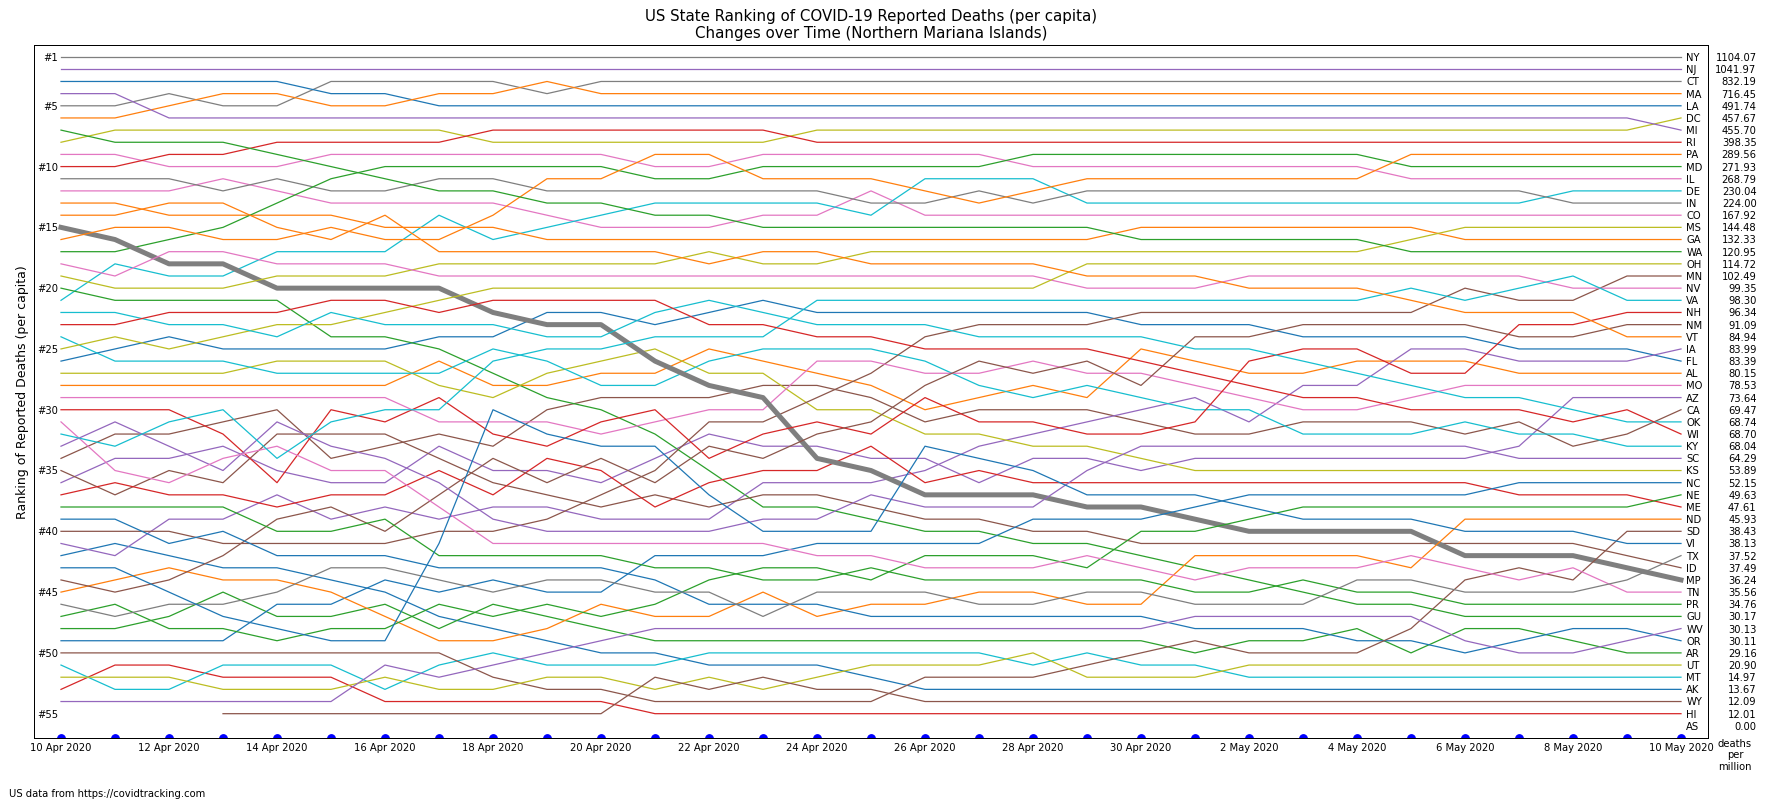 US State Ranking of COVID-19 Reported Deaths (per capita)
Changes over Time (Northern Mariana Islands)
Ranking of Reported Deaths (per capita)
#1
#5
#10
#15
#20
#25
#30
#35
#40
#45
#50
#55
NY 1104.07
NJ 1041.97
CT 832.19
MA 716.45
LA 491.74
DC 457.67
MI 455.70
RI 398.35
PA 289.56
MD 271.93
IL 268.79
DE 230.04
IN 224.00
CO 167.92
MS 144.48
GA 132.33
WA 120.95
OH 114.72
MN 102.49
NV 99.35
VA 98.30
NH 96.34
NM 91.09
VT 84.94
IA 83.99
FL 83.39
AL 80.15
MO 78.53
AZ 73.64
CA 69.47
OK 68.74
WI 68.70
KY 68.04
SC 64.29
KS 53.89
NC 52.15
NE 49.63
ME 47.61
ND 45.93
SD 38.43
VI 38.13
TX 37.52
ID 37.49
MP 36.24
TN 35.56
PR 34.76
GU 30.17
WV 30.13
OR 30.11
AR 29.16
UT 20.90
MT 14.97
AK 13.67
WY 12.09
HI 12.01
AS 0.00
10 Apr 2020 12 Apr 2020 14 Apr 2020 16 Apr 2020 18 Apr 2020 20 Apr 2020 22 Apr 2020 24 Apr 2020 26 Apr 2020 28 Apr 2020 30 Apr 2020 2 May 2020 4 May 2020 6 May 2020 8 May 2020 10 May 2020
deaths
per
million
US data from https://covidtracking.com